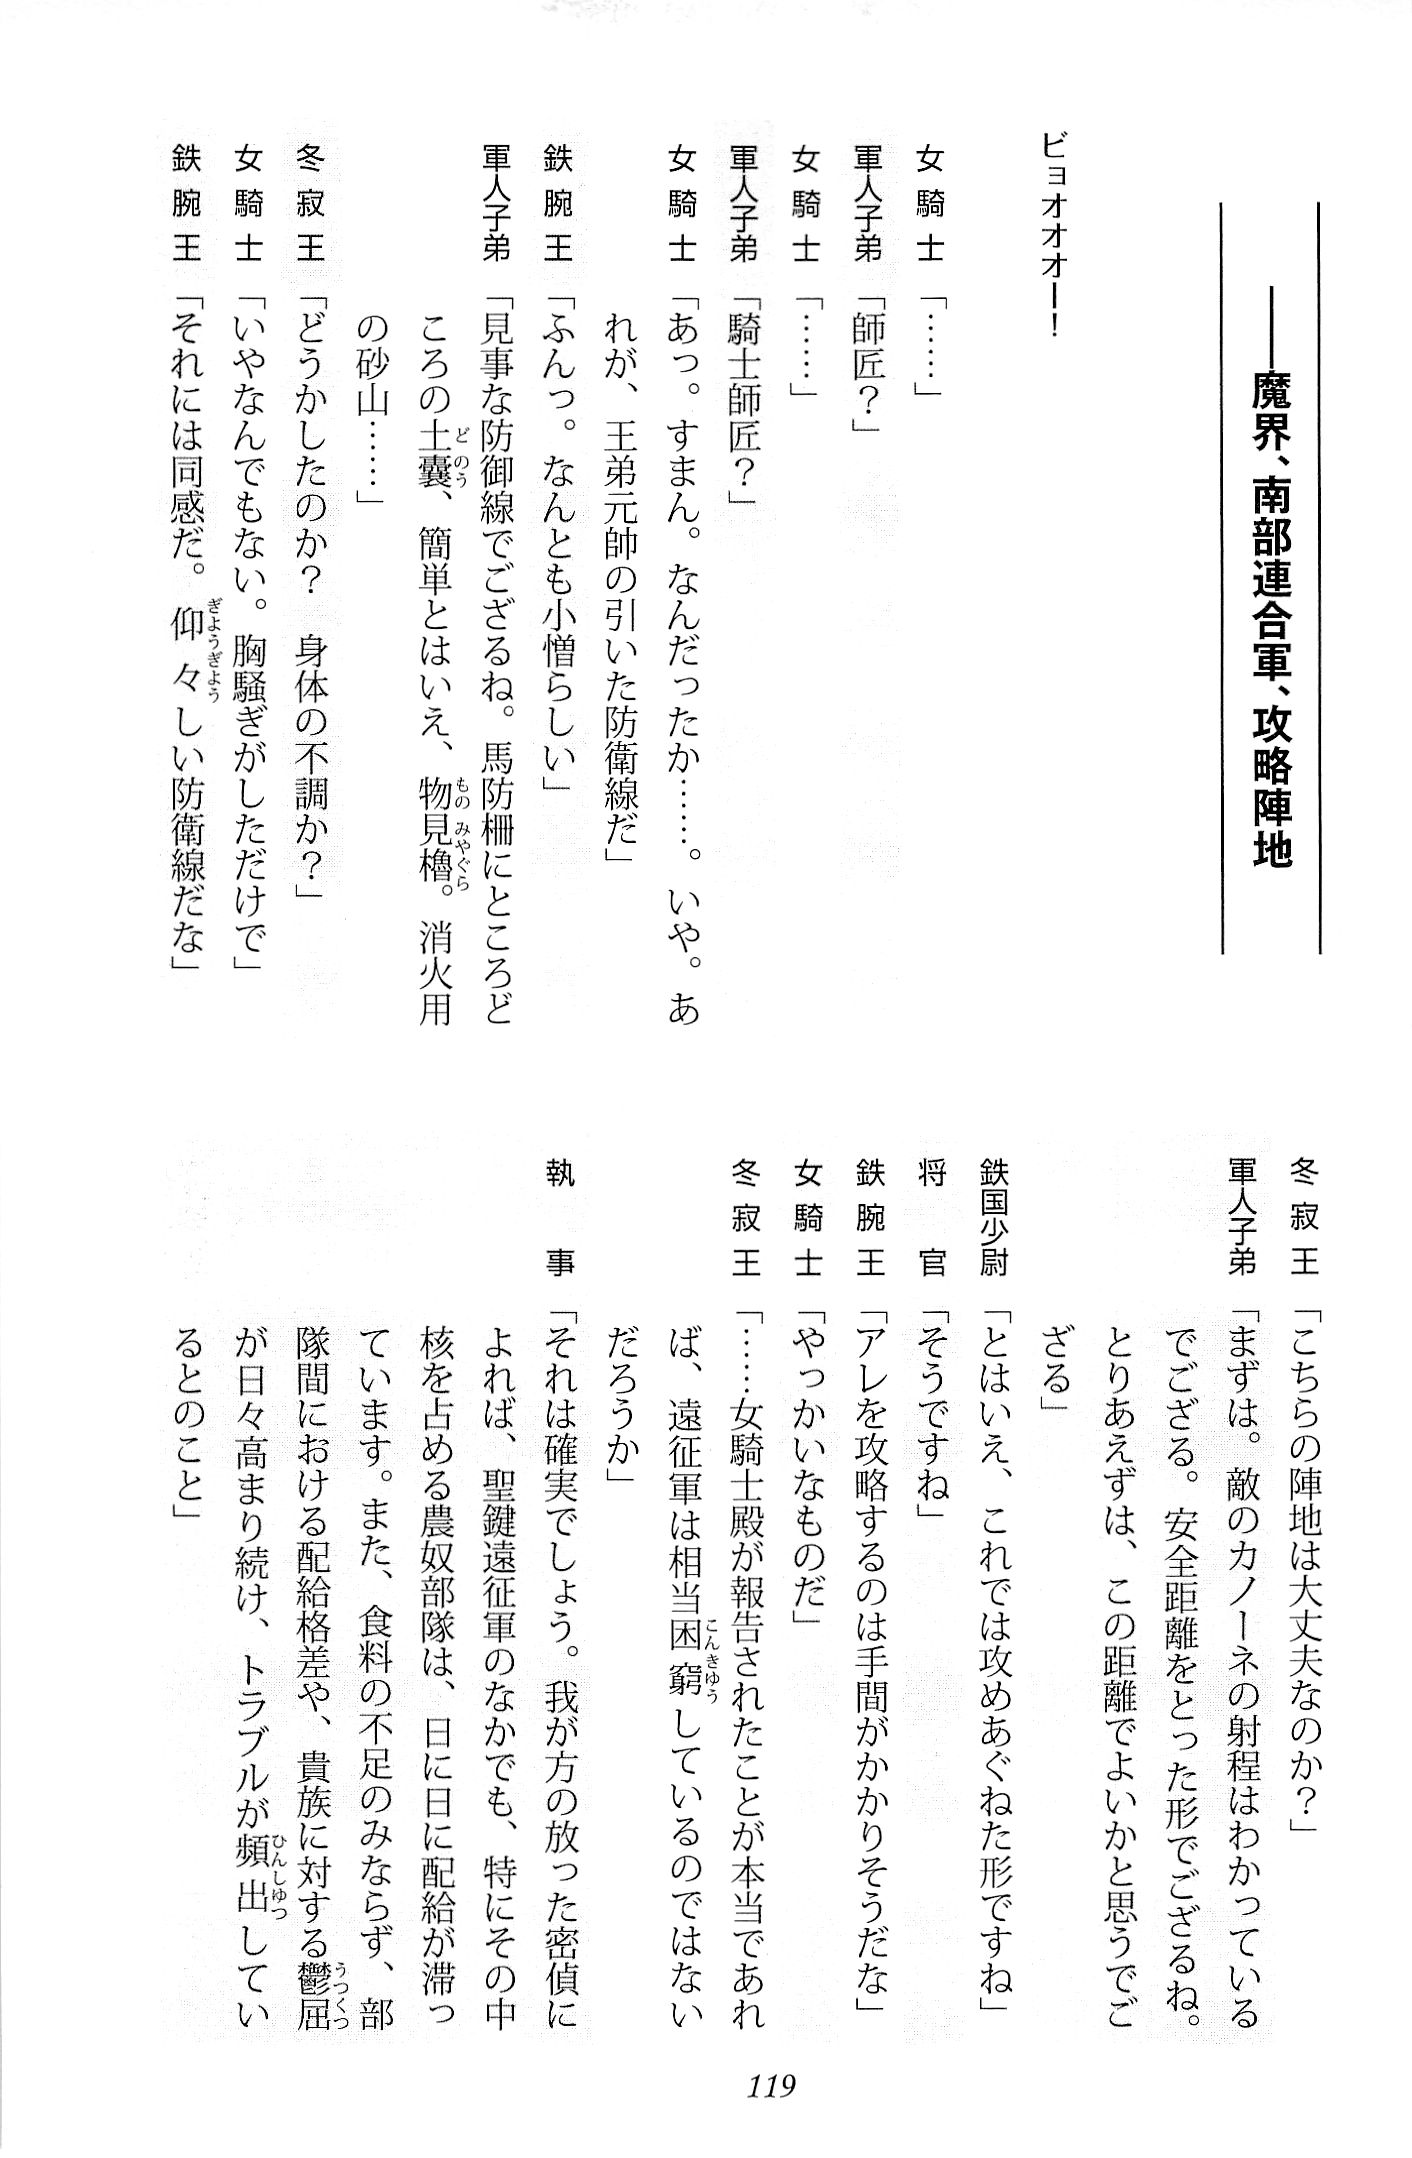 ――魔界、南部連合軍、攻略陣地
ビョオオオーー!
女騎士「……」
軍人子弟「師匠？」
女騎士「……」
軍人子弟「騎士師匠？」
女騎士「あっ。すまん。なんだったか……。いや。あ
れが、王弟元帥の引いた防衛線だ」
鉄腕王「ふんっ。なんとも小憎らしい」
軍人子弟「見事な防御線でござるね。馬防柵にところど
ころの土嚢、簡単とはいえ、物見櫓。消火用
の砂山……」
冬寂王「どうかしたのか？　身体の不調か？」
女騎士「いやなんでもない。胸騒ぎがしただけで」
鉄腕王「それには同感だ。仰々しい防衛線だな」
冬寂王「こちらの陣地は大丈夫なのか？」
軍人子弟「まずは。敵のカノーネの射程はわかっている
でござる。安全距離をとった形でござるね。
とりあえずは、この距離でよいかと思うでご
ざる」
鉄国少尉「とはいえ、これでは攻めあぐねた形ですね」
将官「そうですね」
鉄腕王「アレを攻略するのは手間がかかりそうだな」
女騎士「やっかいなものだ」
冬寂王「……女騎士殿が報告されたことが本当であれ
ば、遠征軍は相当困窮しているのではない
だろうか」
執事「それは確実でしょう。我が方の放った密偵に
よれば、聖鍵遠征軍のなかでも、特にその中
核を占める農奴部隊は、日に日に配給が滞っ
ています。また、食料の不足のみならず、部
隊間における配給格差や、貴族に対する鬱屈
が日々高まり続け、トラブルが頻出してい
るとのこと」
119